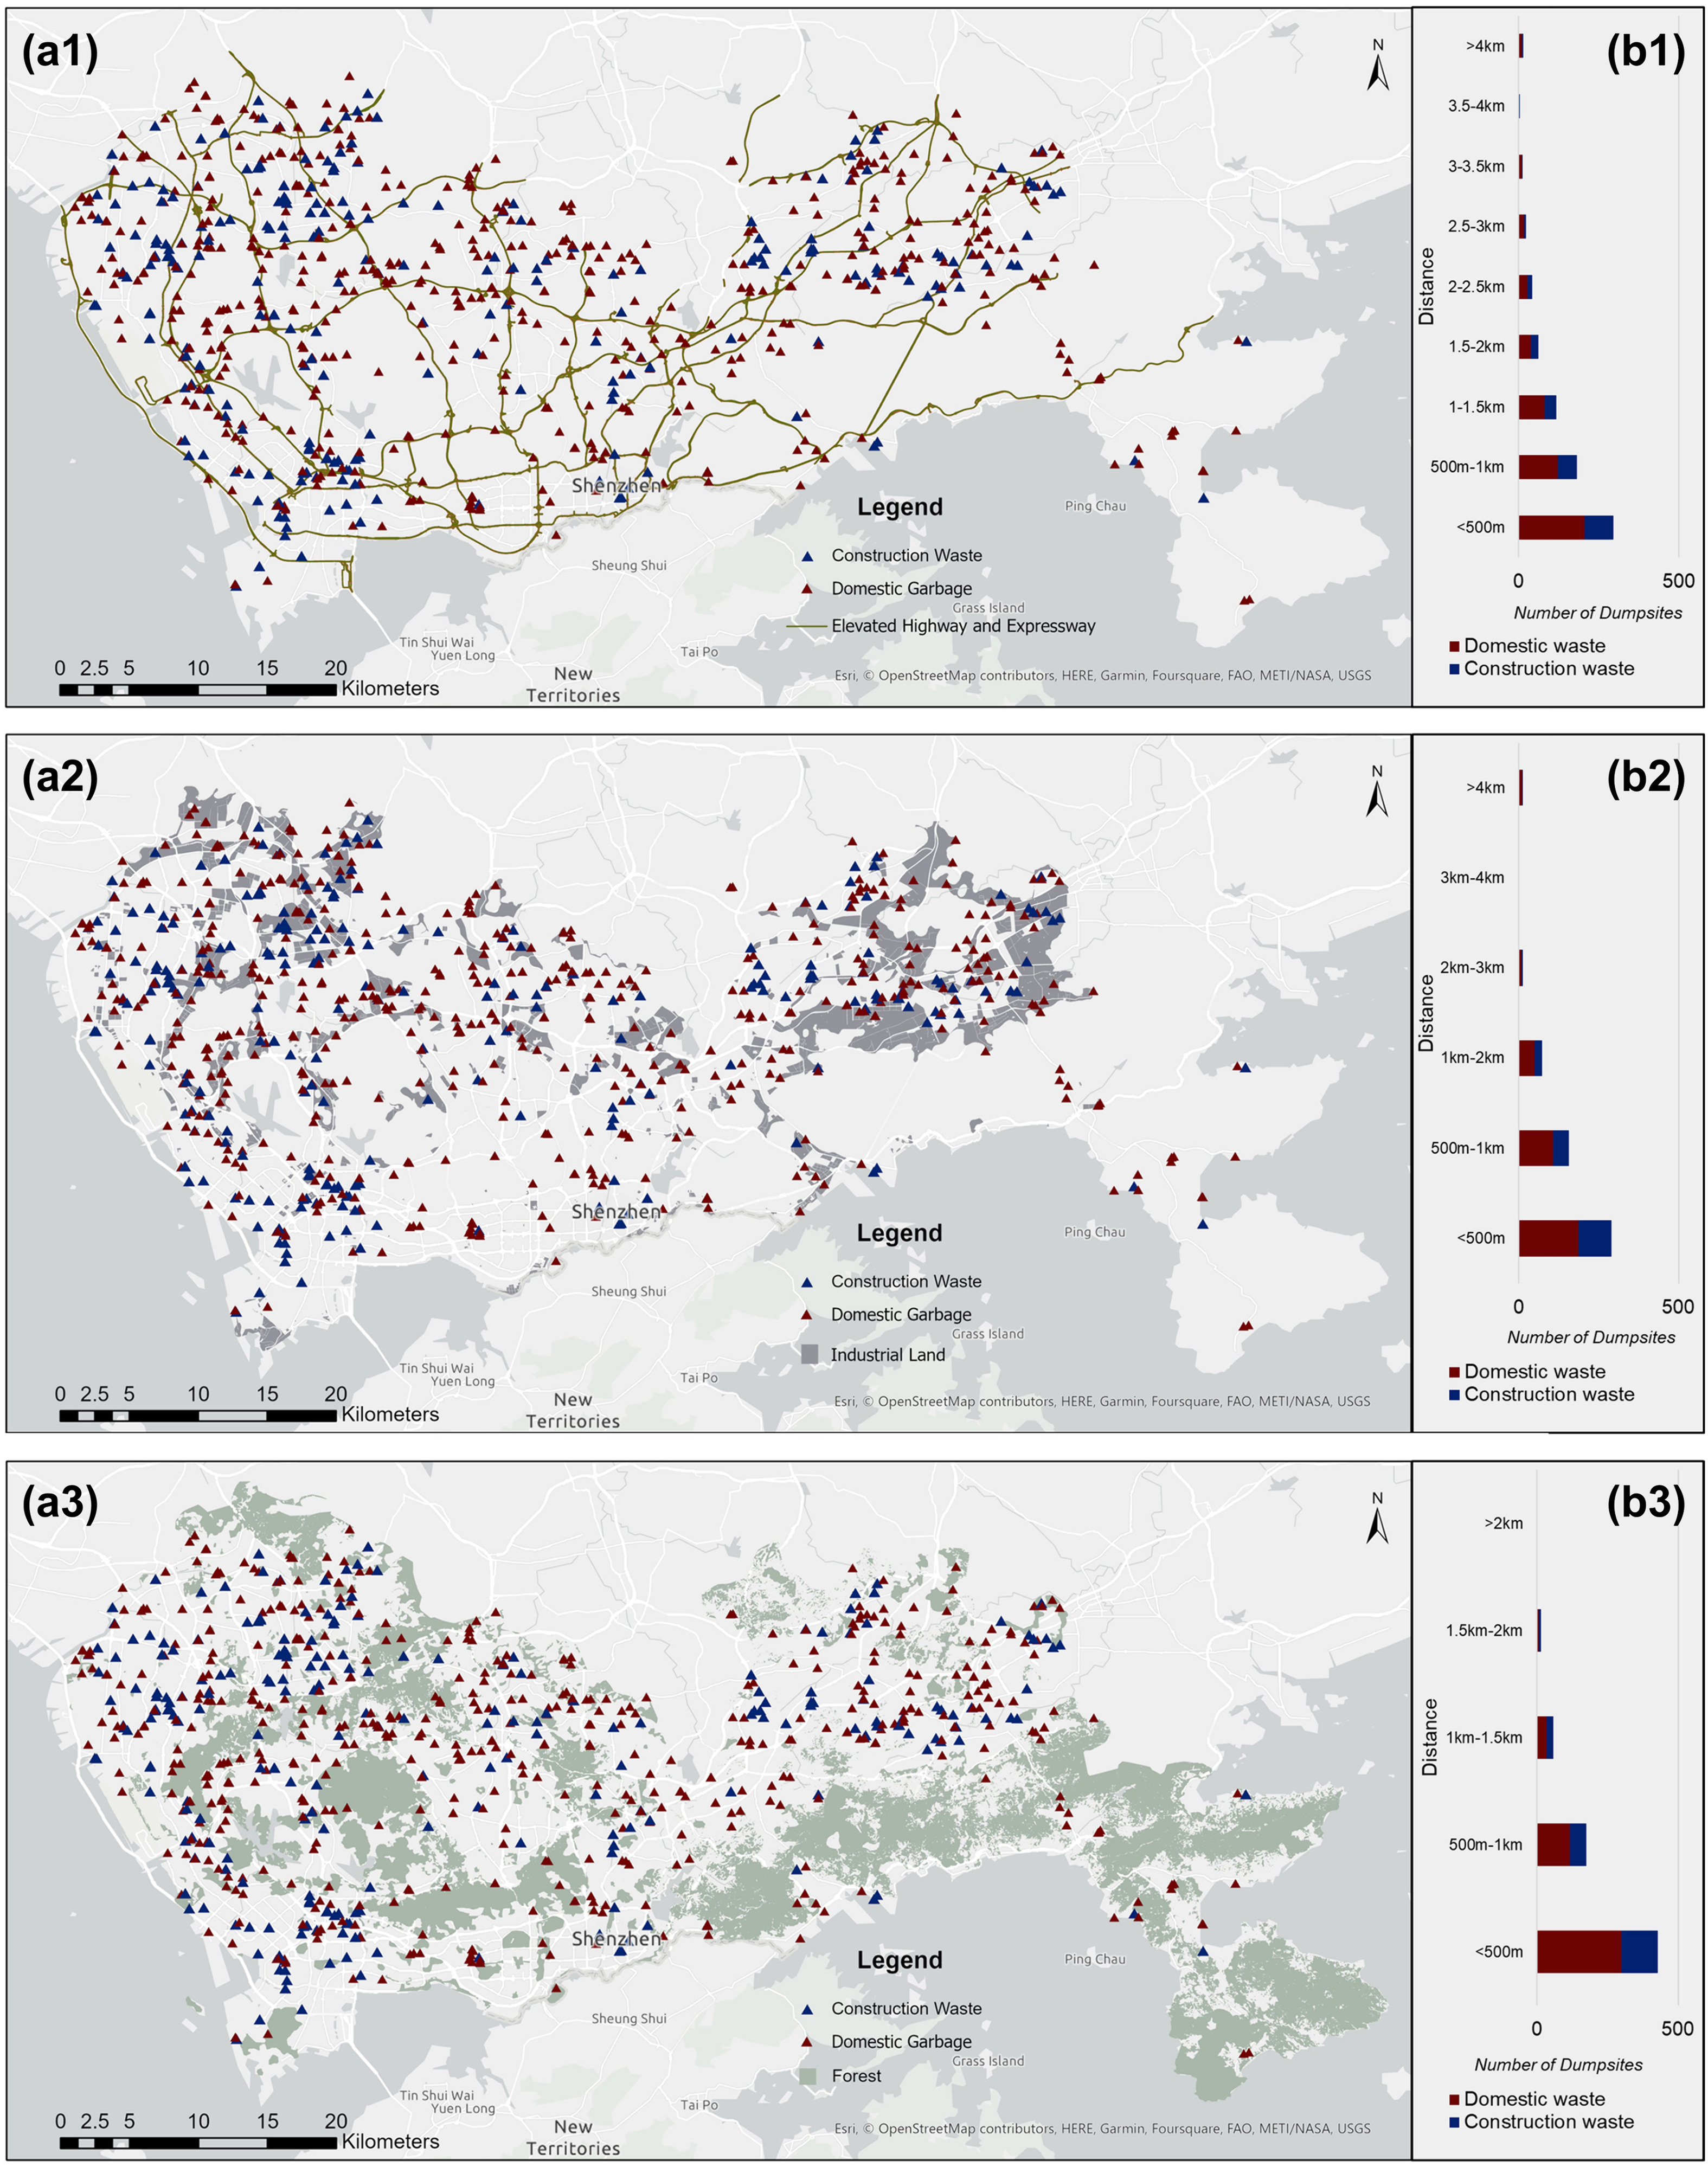 (a1)
N
Shenzhen
Ping Chau
Legend
Construction Waste
Sheung Shui
Domestic Garbage
Grass Island
Elevated Highway and Expressway
Tin Shui Wai
Yuen Long
Tai Po
New
Territories
Esri, © OpenStreetMap contributors, HERE, Garmin, Foursquare, FAO, METI/NASA, USGS
0 2.5 5 10 15 20
Kilometers
(b1)
>4km
3.5-4km
3-3.5km
2.5-3km
2-2.5km
1.5-2km
1-1.5km
500m-1km
<500m
Distance
0 500
Number of Dumpsites
Domestic waste
Construction waste
(a2)
N
Shenzhen
Ping Chau
Legend
Construction Waste
Sheung Shui
Domestic Garbage
Grass Island
Industrial Land
Tin Shui Wai
Yuen Long
Tai Po
New
Territories
Esri, © OpenStreetMap contributors, HERE, Garmin, Foursquare, FAO, METI/NASA, USGS
0 2.5 5 10 15 20
Kilometers
(b2)
>4km
3km-4km
2km-3km
1km-2km
500m-1km
<500m
Distance
0 500
Number of Dumpsites
Domestic waste
Construction waste
(a3)
N
Shenzhen
Ping Chau
Legend
Construction Waste
Sheung Shui
Domestic Garbage
Grass Island
Forest
Tin Shui Wai
Yuen Long
Tai Po
New
Territories
Esri, © OpenStreetMap contributors, HERE, Garmin, Foursquare, FAO, METI/NASA, USGS
0 2.5 5 10 15 20
Kilometers
(b3)
>2km
1.5km-2km
1km-1.5km
500m-1km
<500m
Distance
0 500
Number of Dumpsites
Domestic waste
Construction waste